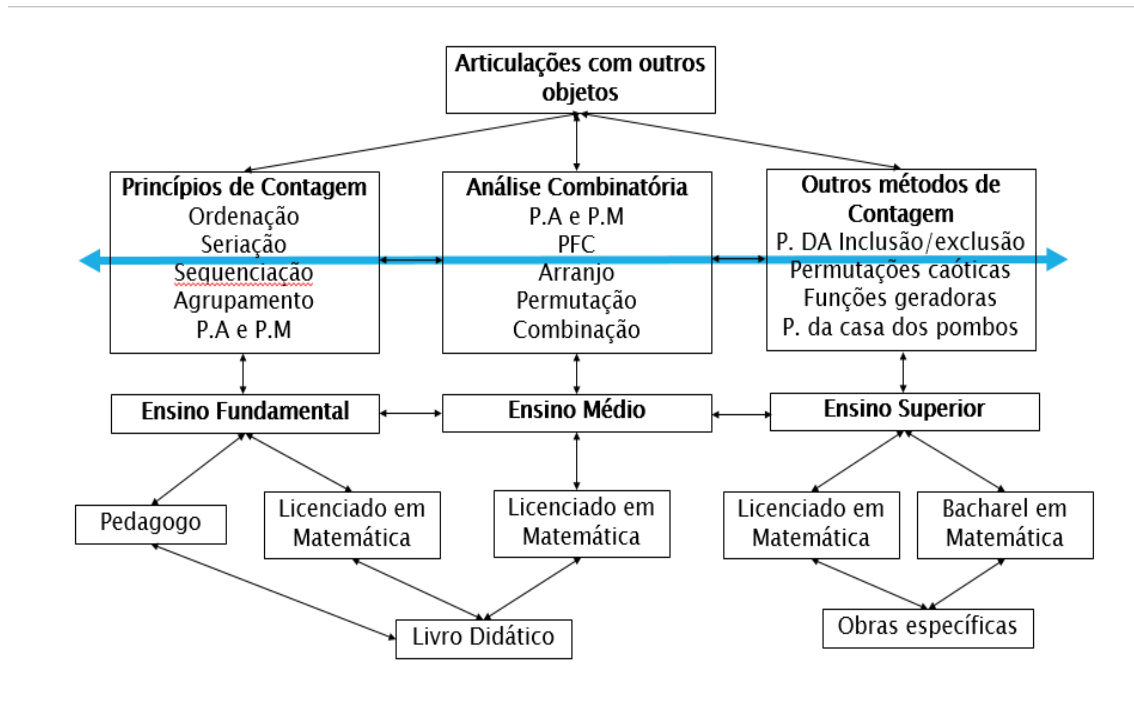 Articulações com outros
objetos
Princípios de Contagem
Ordenação
Seriação
Sequenciação
Agrupamento
P.A e P.M
Análise Combinatória
P.A e P.M
PFC
Arranjo
Permutação
Combinação
Outros métodos de
Contagem
P. DA Inclusão/exclusão
Permutações caóticas
Funções geradoras
P. da casa dos pombos
Ensino Fundamental
Ensino Médio
Ensino Superior
Pedagogo
Licenciado em
Matemática
Licenciado em
Matemática
Licenciado em
Matemática
Bacharel em
Matemática
Livro Didático
Obras específicas